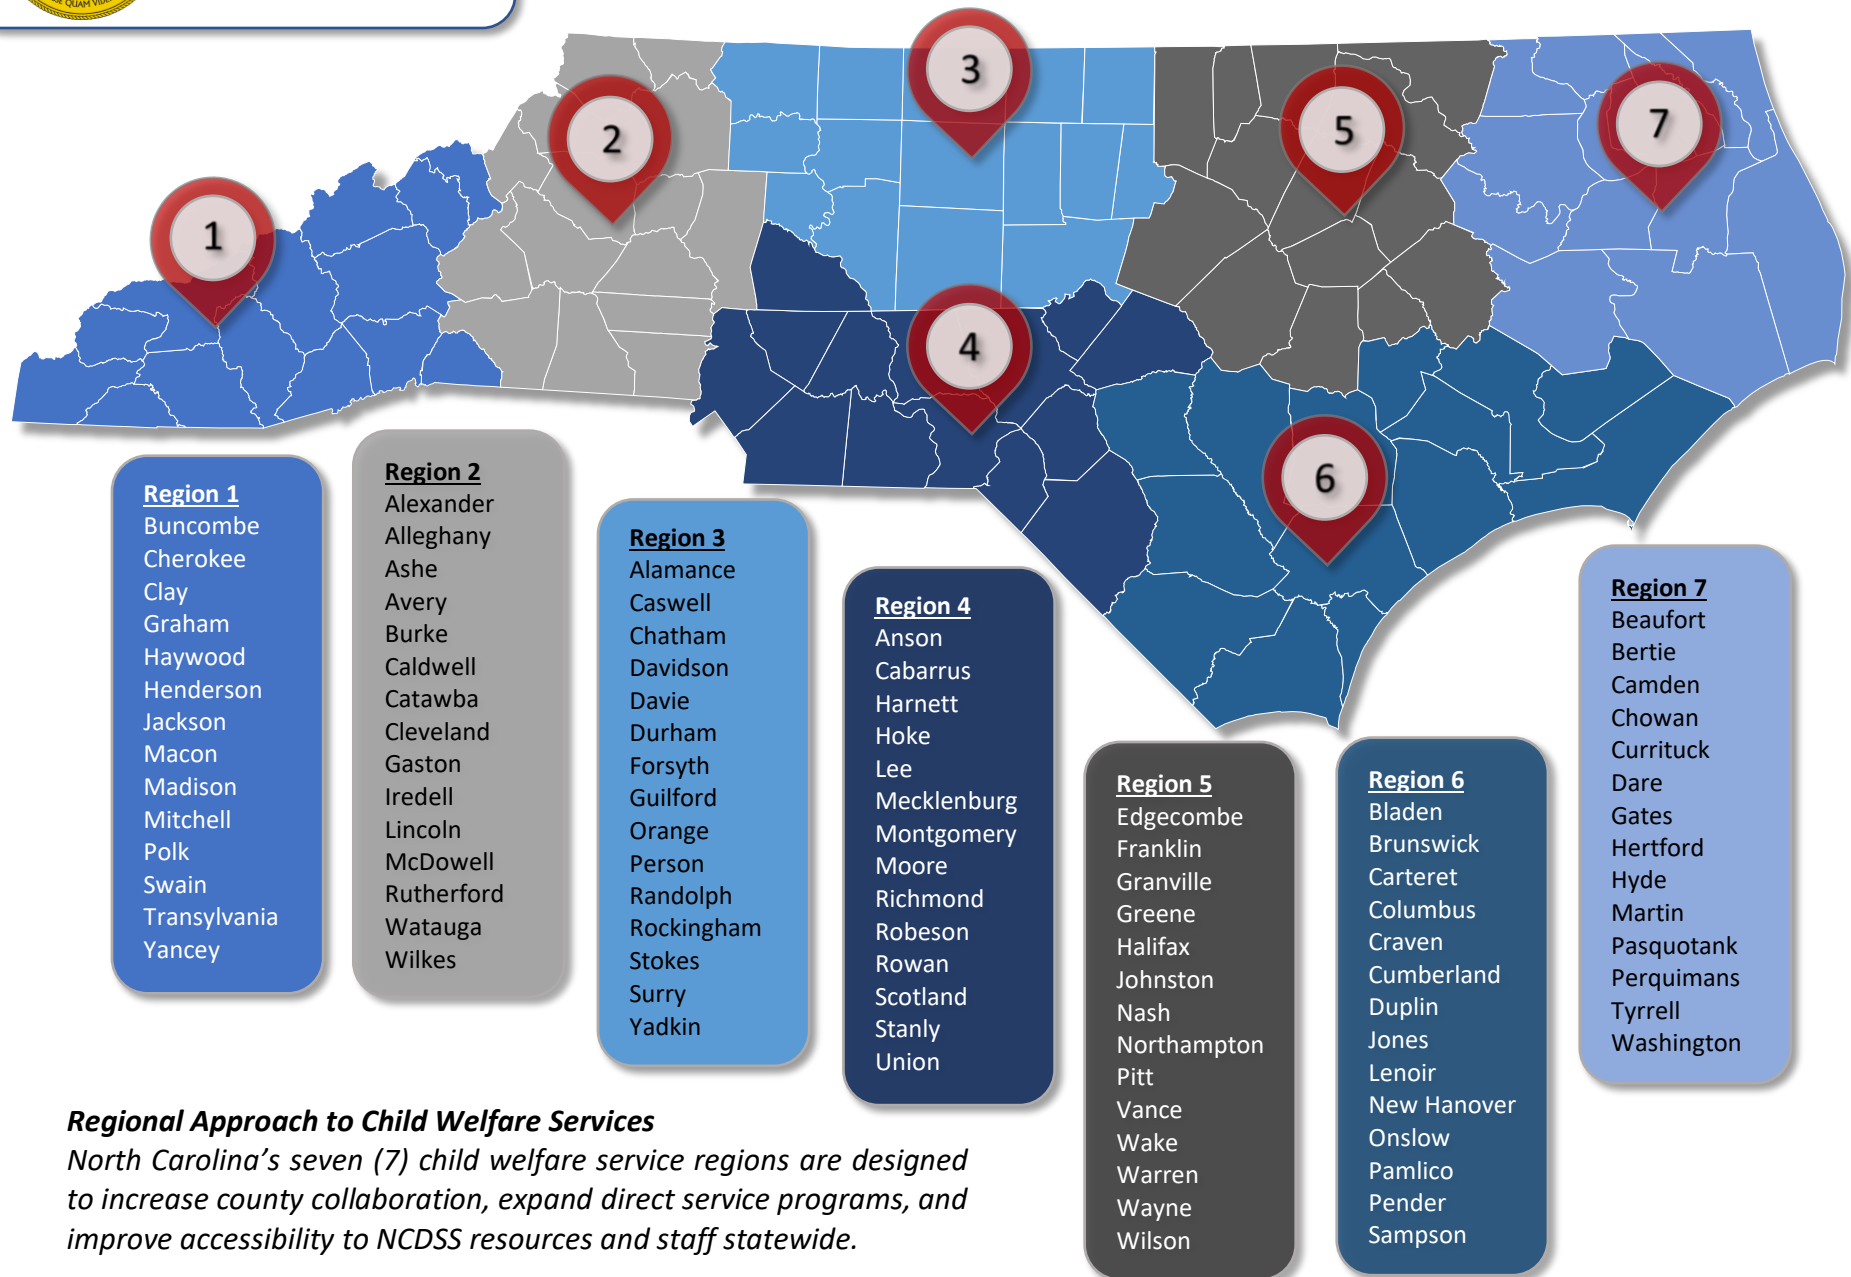 QUAM VIDE
1
2
3
4
5
6
7
Region 1
Buncombe
Cherokee
Clay
Graham
Haywood
Henderson
Jackson
Macon
Madison
Mitchell
Polk
Swain
Transylvania
Yancey
Region 2
Alexander
Alleghany
Ashe
Avery
Burke
Caldwell
Catawba
Cleveland
Gaston
Iredell
Lincoln
McDowell
Rutherford
Watauga
Wilkes
Region 3
Alamance
Caswell
Chatham
Davidson
Davie
Durham
Forsyth
Guilford
Orange
Person
Randolph
Rockingham
Stokes
Surry
Yadkin
Region 4
Anson
Cabarrus
Harnett
Hoke
Lee
Mecklenburg
Montgomery
Moore
Richmond
Robeson
Rowan
Scotland
Stanly
Union
Region 5
Edgecombe
Franklin
Granville
Greene
Halifax
Johnston
Nash
Northampton
Pitt
Vance
Wake
Warren
Wayne
Wilson
Region 6
Bladen
Brunswick
Carteret
Columbus
Craven
Cumberland
Duplin
Jones
Lenoir
New Hanover
Onslow
Pamlico
Pender
Sampson
Region 7
Beaufort
Bertie
Camden
Chowan
Currituck
Dare
Gates
Hertford
Hyde
Martin
Pasquotank
Perquimans
Tyrrell
Washington
Regional Approach to Child Welfare Services
North Carolina’s seven (7) child welfare service regions are designed
to increase county collaboration, expand direct service programs, and
improve accessibility to NCDSS resources and staff statewide.